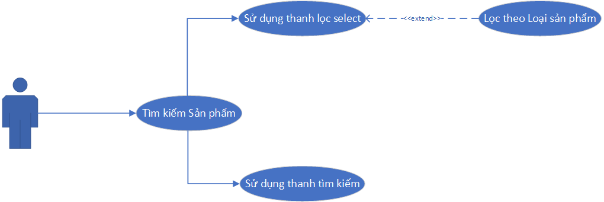 Sử dụng thanh lọc select
<<extend>>
Lọc theo Loại sản phẩm
Tìm kiếm Sản phẩm
Sử dụng thanh tìm kiếm